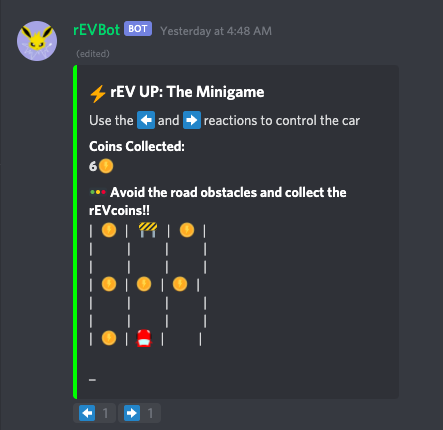 rEVBot BOT Yesterday at 4:48 AM
(edited)
⚡ rEV UP: The Minigame
Use the ⬅️ and ➡️ reactions to control the car
Coins Collected:
6🪙
Avoid the road obstacles and collect the
rEVcoins!!
| 🪙 | 🚧 | 🪙 |
| | | |
| | | |
| 🪙 | 🪙 | 🪙 |
| | | |
| | | |
| 🪙 | 🚘 | |
_
⬅️ 1 ➡️ 1